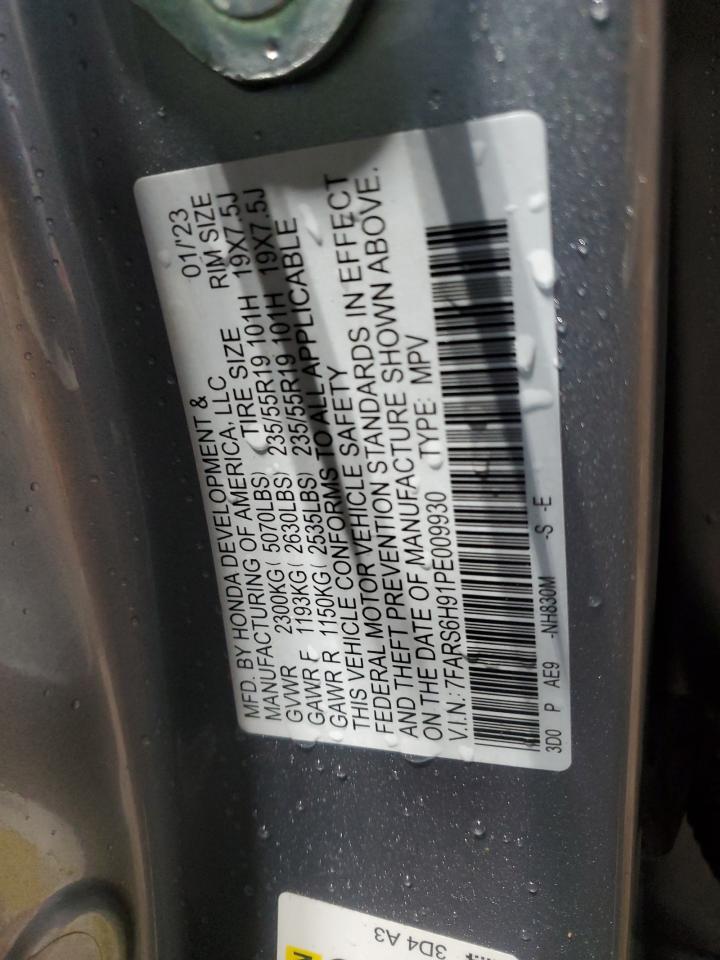 MFD. BY HONDA DEVELOPMENT & 01/'23
MANUFACTURING OF AMERICA, LLC TIRE SIZE RIM SIZE
GVWR 2300KG( 5070LBS) 235/55R19 101H 19X7.5J
GAWR F 1193KG( 2630LBS) 235/55R19 101H 19X7.5J
GAWR R 1150KG( 2535LBS)
THIS VEHICLE CONFORMS TO ALL APPLICABLE
FEDERAL MOTOR VEHICLE SAFETY
AND THEFT PREVENTION STANDARDS IN EFFECT
ON THE DATE OF MANUFACTURE SHOWN ABOVE.
V.I.N.: 7FARS6H91PE009930 TYPE: MPV
3D0 P AE9 -NH830M -S -E
3D4 A3